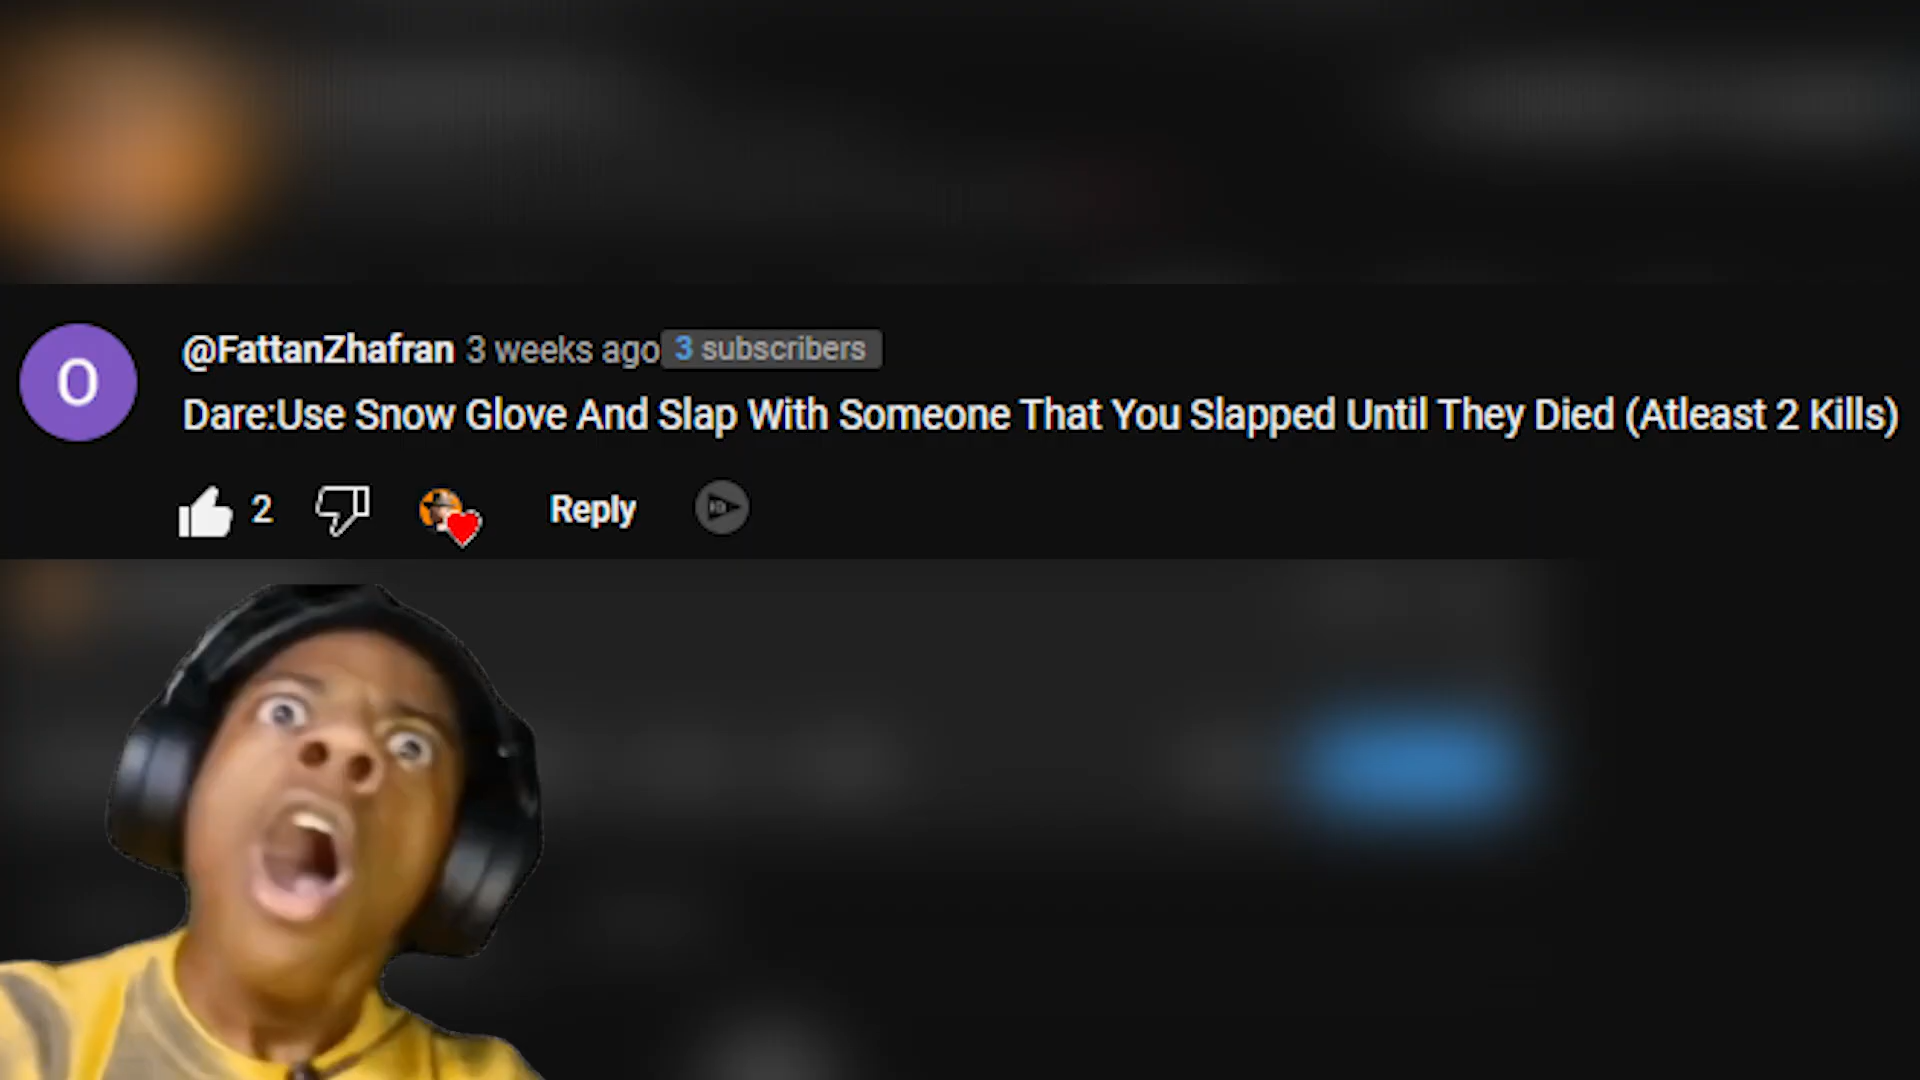 O
@FattanZhafran 3 weeks ago 3 subscribers
Dare:Use Snow Glove And Slap With Someone That You Slapped Until They Died (Atleast 2 Kills)
2 Reply